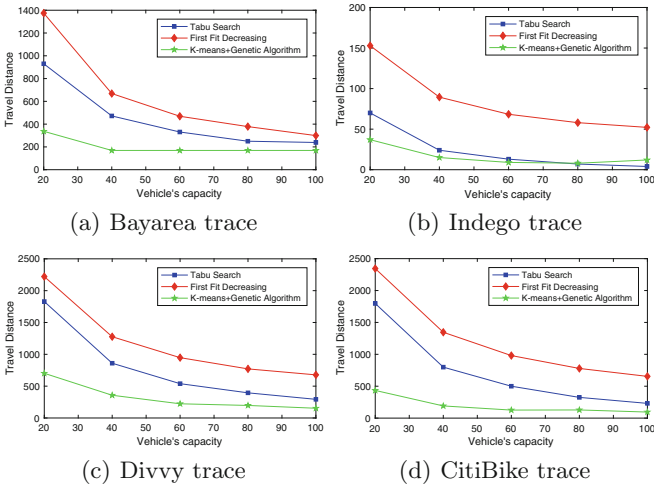 1400
1200
1000
800
600
400
200
0
Travel Distance
20 30 40 50 60 70 80 90 100
Vehicle's capacity
Tabu Search
First Fit Decreasing
K-means+Genetic Algorithm
(a) Bayarea trace
200
150
100
50
0
Travel Distance
20 30 40 50 60 70 80 90 100
Vehicle's capacity
Tabu Search
First Fit Decreasing
K-means+Genetic Algorithm
(b) Indego trace
2500
2000
1500
1000
500
0
Travel Distance
20 30 40 50 60 70 80 90 100
Vehicle's capacity
Tabu Search
First Fit Decreasing
K-means+Genetic Algorithm
(c) Divvy trace
2500
2000
1500
1000
500
0
Travel Distance
20 30 40 50 60 70 80 90 100
Vehicle's capacity
Tabu Search
First Fit Decreasing
K-means+Genetic Algorithm
(d) CitiBike trace